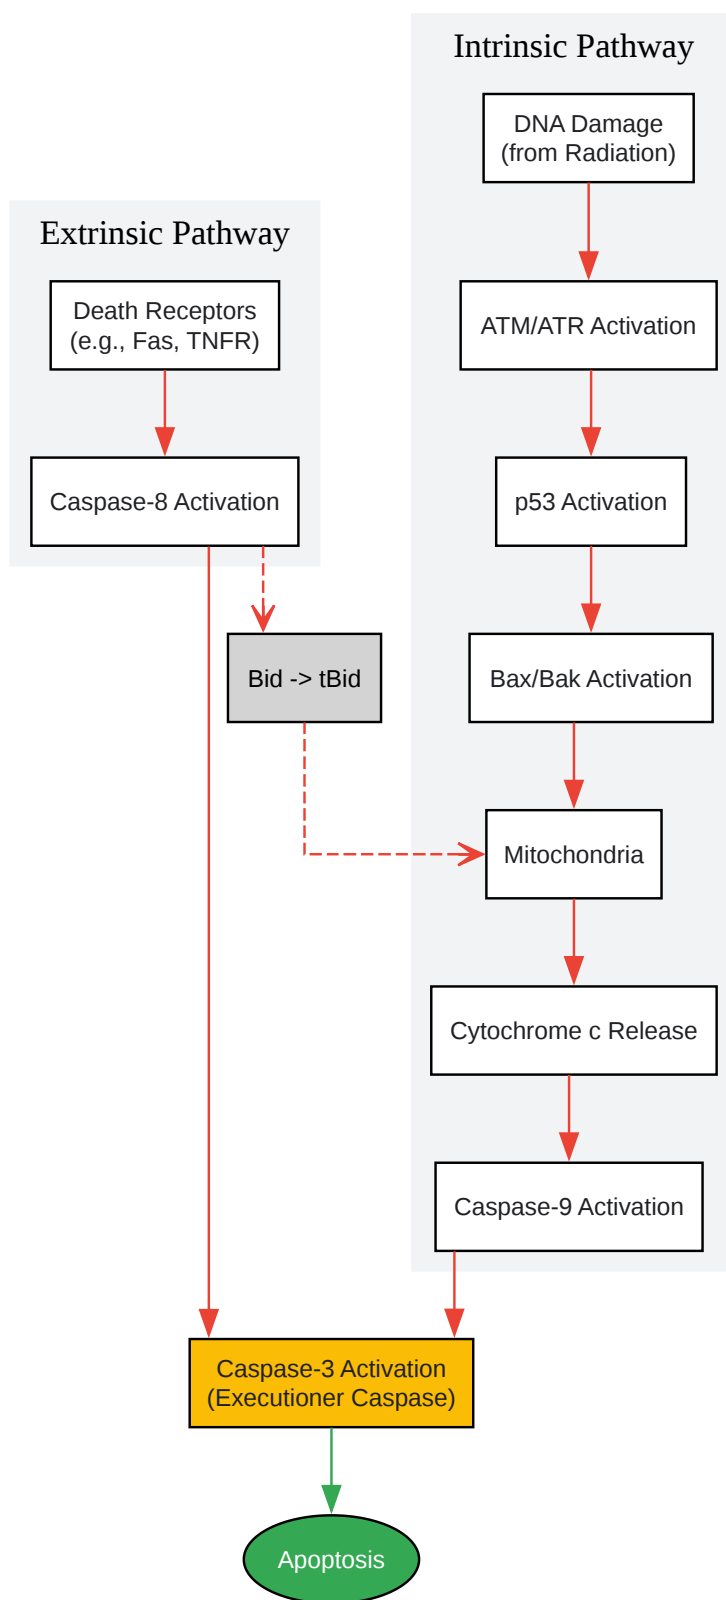 Intrinsic Pathway
DNA Damage
(from Radiation)
Extrinsic Pathway
Death Receptors
(e.g., Fas, TNFR)
ATM/ATR Activation
Caspase-8 Activation
p53 Activation
Bid -> tBid
Bax/Bak Activation
Mitochondria
Cytochrome c Release
Caspase-9 Activation
Caspase-3 Activation
(Executioner Caspase)
Apoptosis